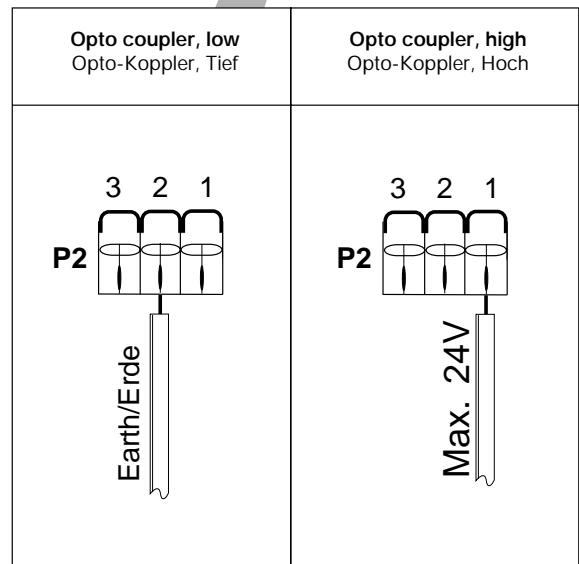 Opto coupler, low
Opto-Koppler, Tief
Opto coupler, high
Opto-Koppler, Hoch
3 2 1
P2
Earth/Erde
3 2 1
P2
Max. 24V